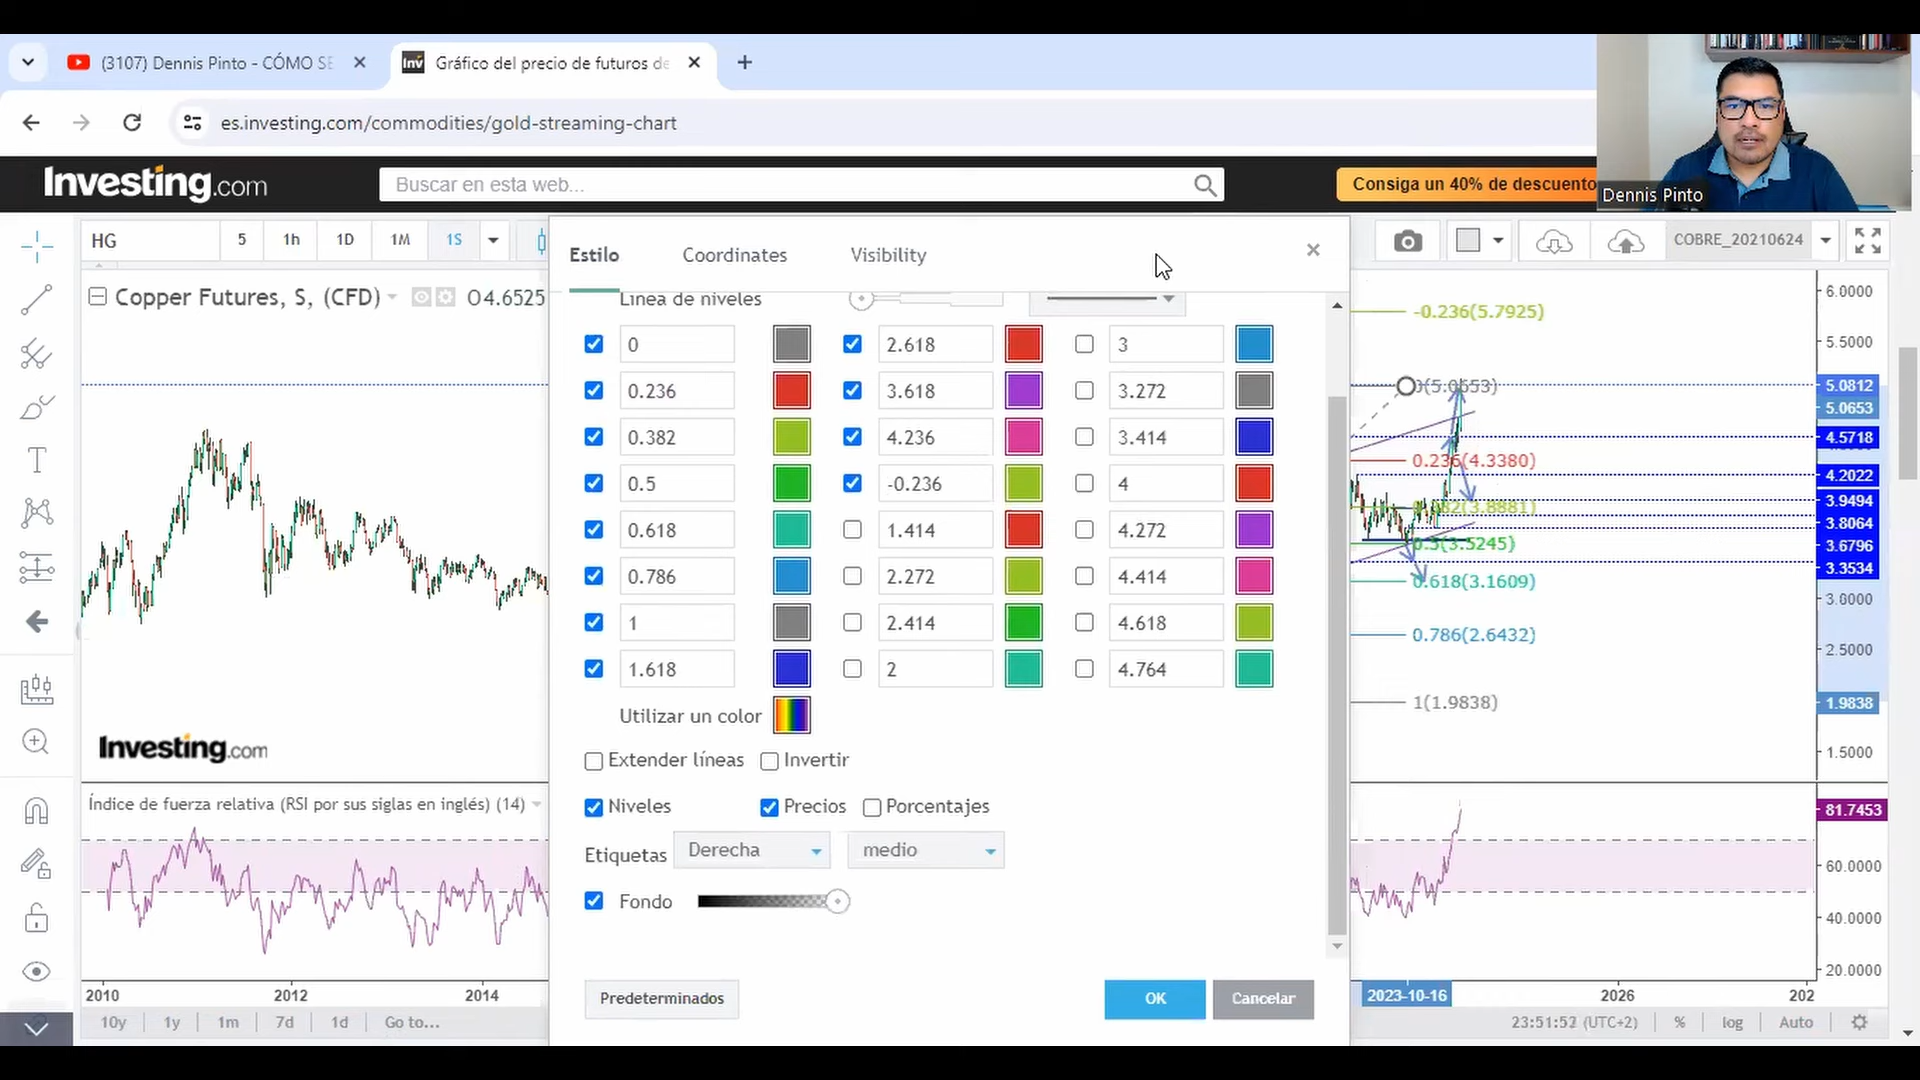 (3107) Dennis Pinto - CÓMO SE
Gráfico del precio de futuros de
es.investing.com/commodities/gold-streaming-chart
Investing.com
Buscar en esta web...
Consiga un 40% de descuento
Dennis Pinto
HG
5
1h
1D
1M
1S
COBRE_20210624
Copper Futures, S, (CFD)
O4.6525
Estilo
Coordinates
Visibility
Línea de niveles
0
2.618
3
0.236
3.618
3.272
0.382
4.236
3.414
0.5
-0.236
4
0.618
1.414
4.272
0.786
2.272
4.414
1
2.414
4.618
1.618
2
4.764
Utilizar un color
Extender líneas
Invertir
Niveles
Precios
Porcentajes
Etiquetas
Derecha
medio
Fondo
Predeterminados
OK
Cancelar
-0.236(5.7925)
0.236(4.3380)
0.5(3.5245)
0.618(3.1609)
0.786(2.6432)
1(1.9838)
6.0000
5.5000
5.0812
5.0653
4.5718
4.2022
3.9494
3.8064
3.6796
3.3534
3.0000
2.5000
1.9838
1.5000
Investing.com
Índice de fuerza relativa (RSI por sus siglas en inglés) (14)
81.7453
60.0000
40.0000
20.0000
2010
2012
2014
2023-10-16
2026
202
10y
1y
1m
7d
1d
Go to...
23:51:52 (UTC+2)
%
log
Auto